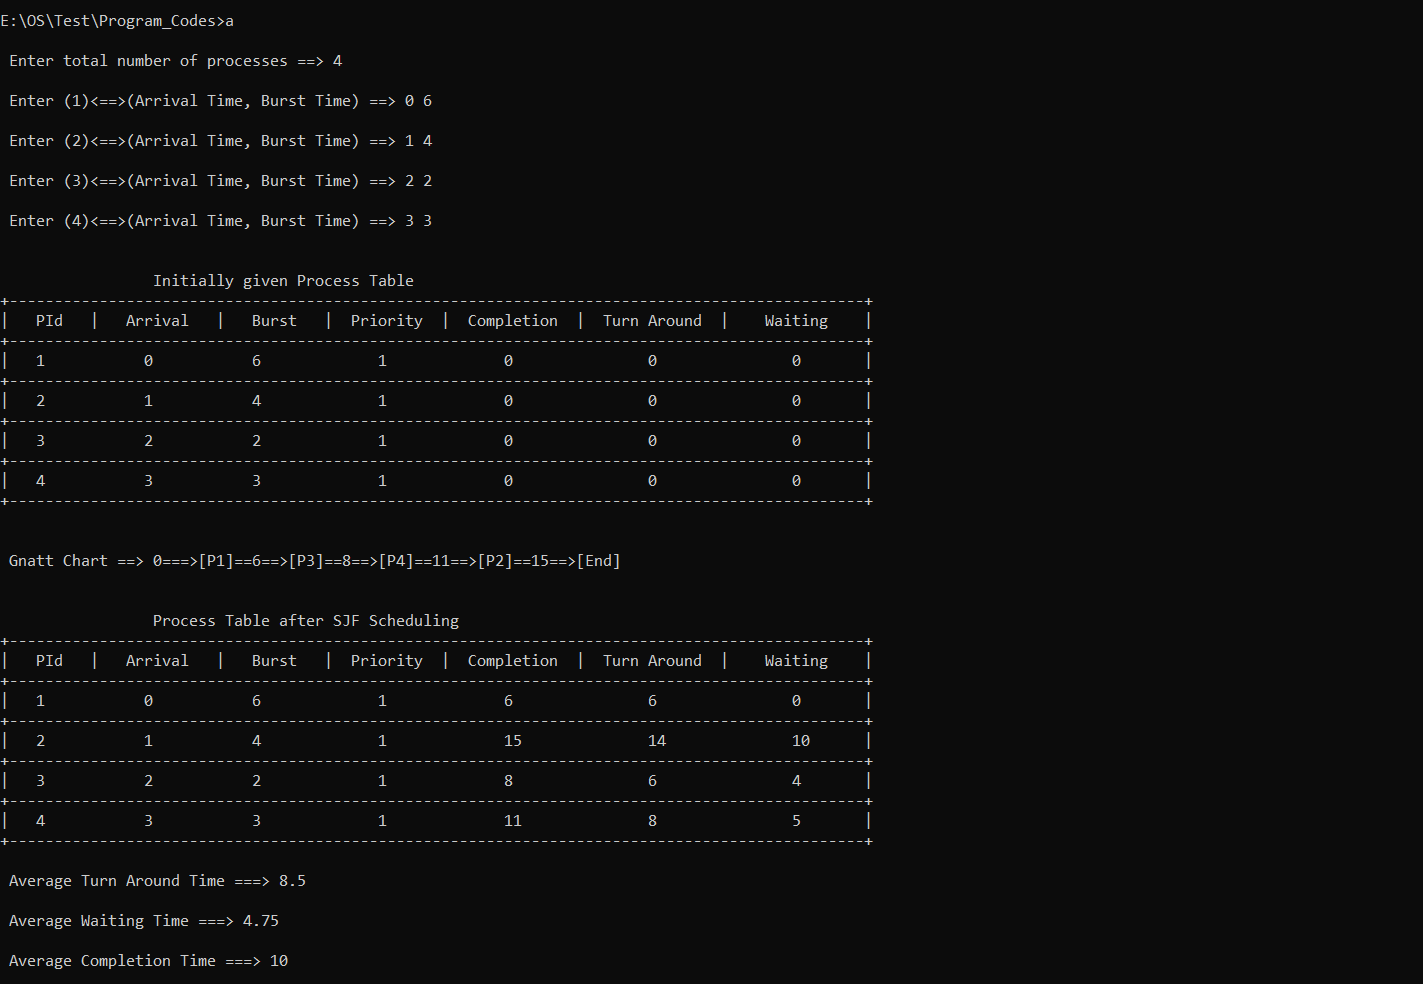 E:\OS\Test\Program_Codes>a
Enter total number of processes ==> 4
Enter (1)<==>(Arrival Time, Burst Time) ==> 0 6
Enter (2)<==>(Arrival Time, Burst Time) ==> 1 4
Enter (3)<==>(Arrival Time, Burst Time) ==> 2 2
Enter (4)<==>(Arrival Time, Burst Time) ==> 3 3
Initially given Process Table
+-----------------------------------------------------------------------------------------------+
| PId | Arrival | Burst | Priority | Completion | Turn Around | Waiting |
+-----------------------------------------------------------------------------------------------+
| 1 0 6 1 0 0 0 |
+-----------------------------------------------------------------------------------------------+
| 2 1 4 1 0 0 0 |
+-----------------------------------------------------------------------------------------------+
| 3 2 2 1 0 0 0 |
+-----------------------------------------------------------------------------------------------+
| 4 3 3 1 0 0 0 |
+-----------------------------------------------------------------------------------------------+
Gnatt Chart ==> 0===>[P1]==6==>[P3]==8==>[P4]==11==>[P2]==15==>[End]
Process Table after SJF Scheduling
+-----------------------------------------------------------------------------------------------+
| PId | Arrival | Burst | Priority | Completion | Turn Around | Waiting |
+-----------------------------------------------------------------------------------------------+
| 1 0 6 1 6 6 0 |
+-----------------------------------------------------------------------------------------------+
| 2 1 4 1 15 14 10 |
+-----------------------------------------------------------------------------------------------+
| 3 2 2 1 8 6 4 |
+-----------------------------------------------------------------------------------------------+
| 4 3 3 1 11 8 5 |
+-----------------------------------------------------------------------------------------------+
Average Turn Around Time ===> 8.5
Average Waiting Time ===> 4.75
Average Completion Time ===> 10